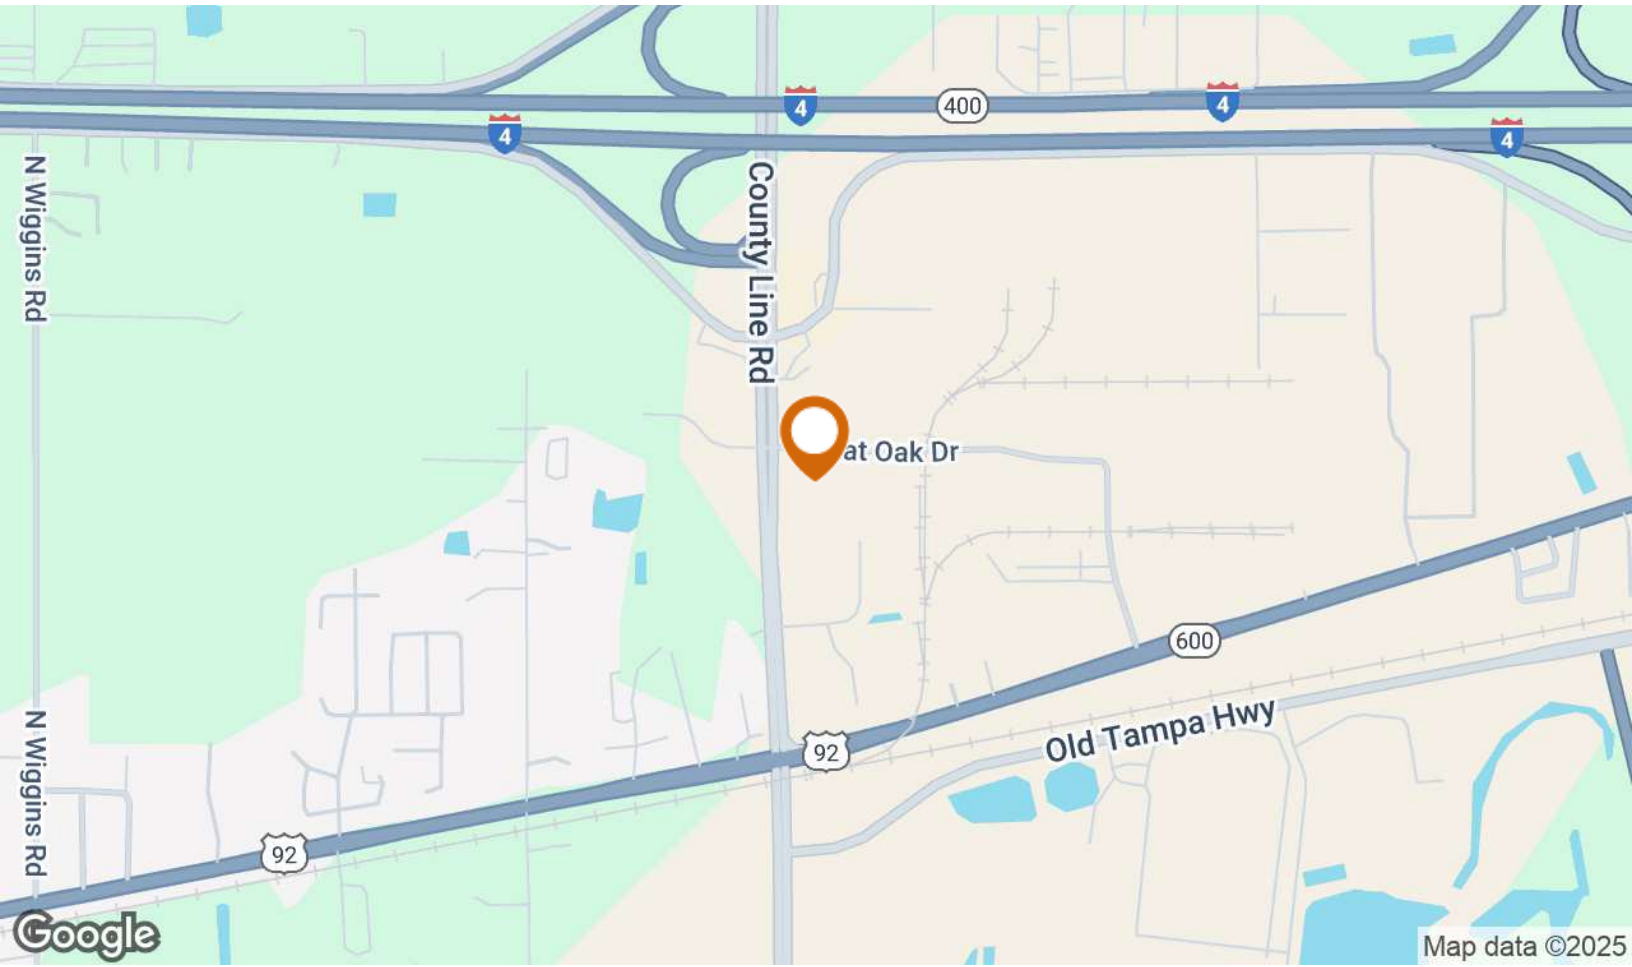 4
400
4
4
4
N Wiggins Rd
County Line Rd
at Oak Dr
600
Old Tampa Hwy
92
N Wiggins Rd
92
Google
Map data ©2025